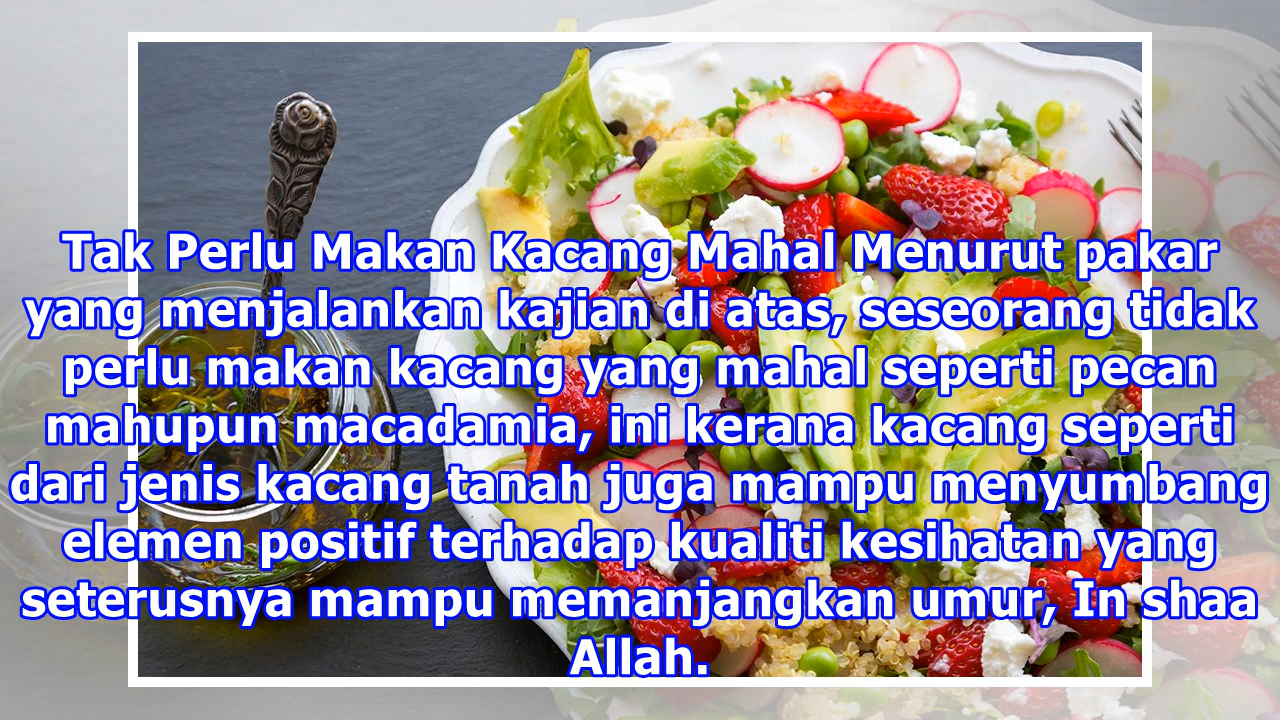 Tak Perlu Makan Kacang Mahal Menurut pakar
yang menjalankan kajian di atas, seseorang tidak
perlu makan kacang yang mahal seperti pecan
mahupun macadamia, ini kerana kacang seperti
dari jenis kacang tanah juga mampu menyumbang
elemen positif terhadap kualiti kesihatan yang
seterusnya mampu memanjangkan umur, In shaa
Allah.